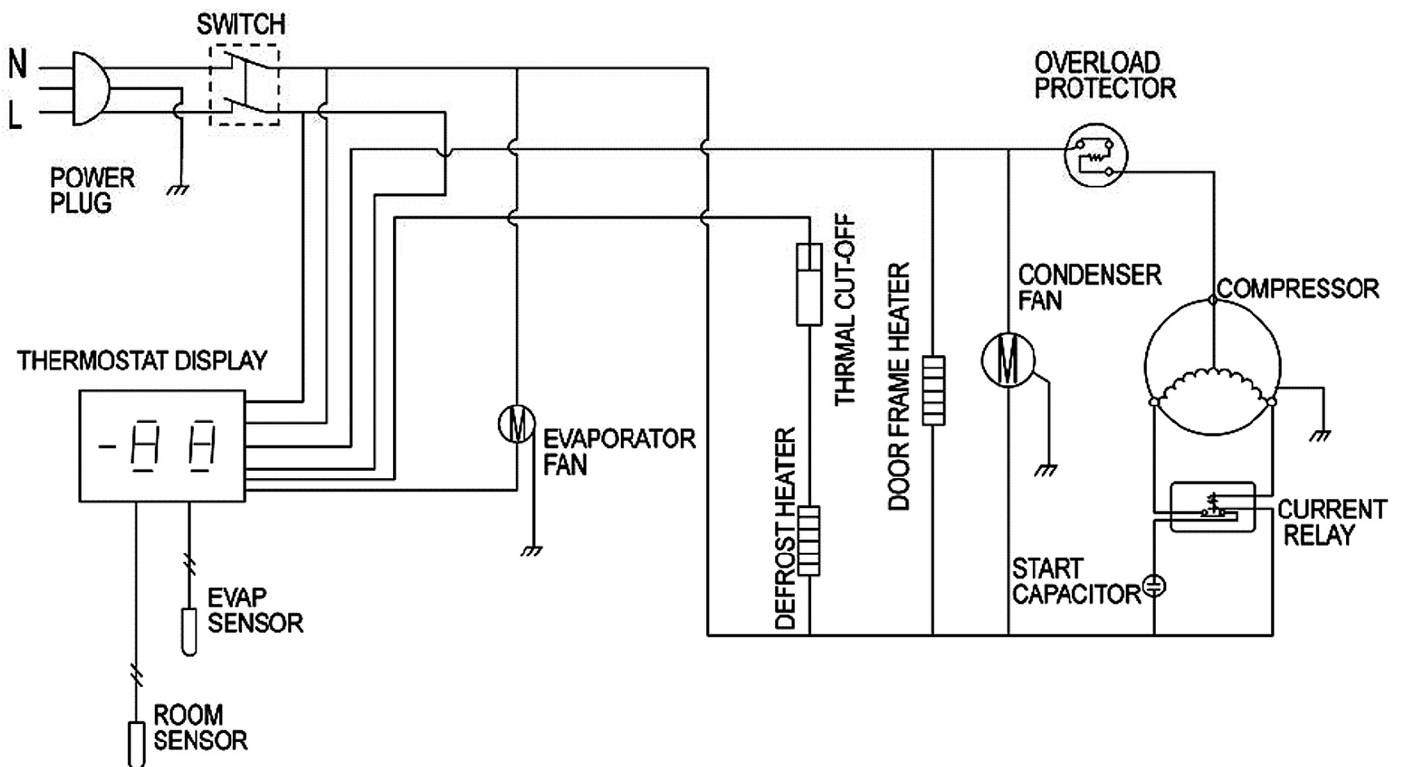 SWITCH
N
L
POWER
PLUG
OVERLOAD
PROTECTOR
THRMAL CUT-OFF
DOOR FRAME HEATER
CONDENSER
FAN
COMPRESSOR
THERMOSTAT DISPLAY
-88
M
M
EVAPORATOR
FAN
DEFROST HEATER
CURRENT
RELAY
START
CAPACITOR
EVAP
SENSOR
ROOM
SENSOR